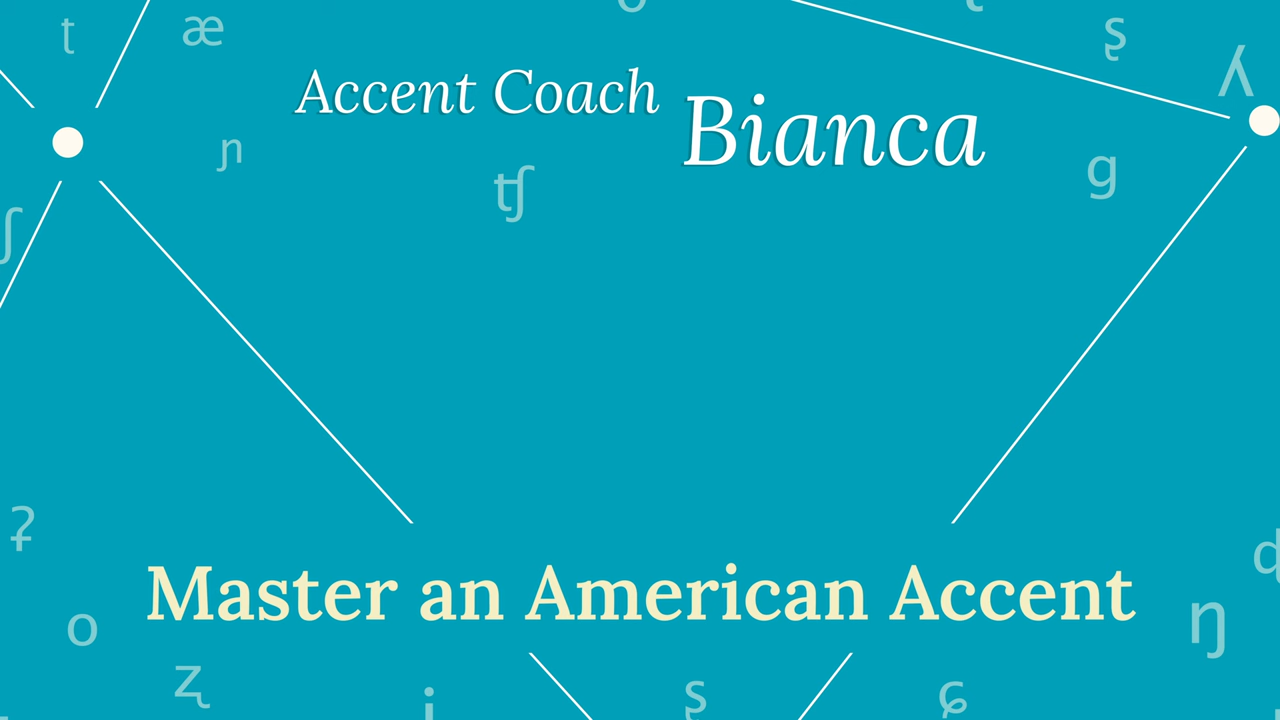 t
æ
ʂ
ʎ
Accent Coach Bianca
ɲ
ʧ
g
ʃ
ʔ
Master an American Accent
o
ŋ
ʐ
i
ʂ
ɕ